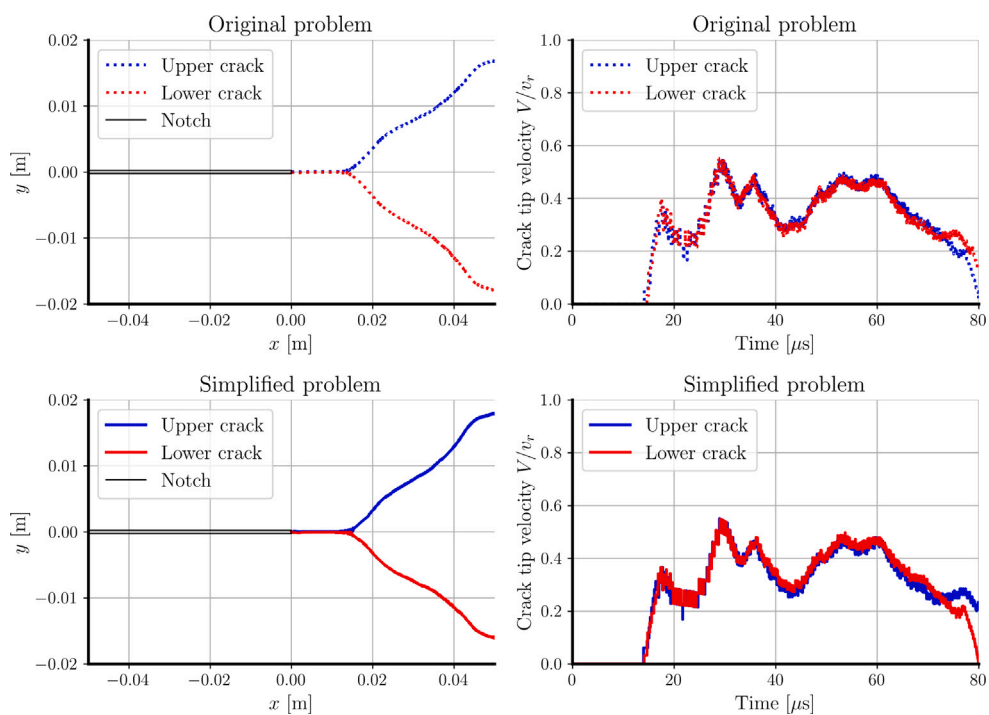 Original problem
0.02
0.01
0.00
−0.01
−0.02
y [m]
Upper crack
Lower crack
Notch
−0.04
−0.02
0.00
0.02
0.04
x [m]
Original problem
1.0
0.8
0.6
0.4
0.2
0.0
Crack tip velocity V/v_r
Upper crack
Lower crack
0
20
40
60
80
Time [μs]
Simplified problem
0.02
0.01
0.00
−0.01
−0.02
y [m]
Upper crack
Lower crack
Notch
−0.04
−0.02
0.00
0.02
0.04
x [m]
Simplified problem
1.0
0.8
0.6
0.4
0.2
0.0
Crack tip velocity V/v_r
Upper crack
Lower crack
0
20
40
60
80
Time [μs]